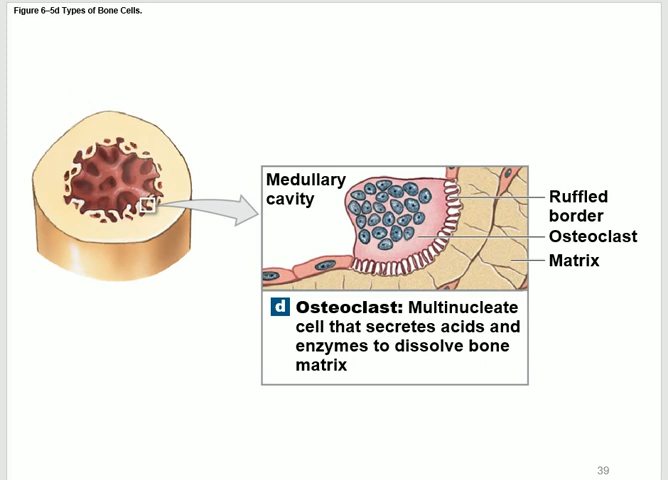 Figure 6–5d Types of Bone Cells.
Medullary
cavity
Ruffled
border
Osteoclast
Matrix
d Osteoclast: Multinucleate
cell that secretes acids and
enzymes to dissolve bone
matrix
39